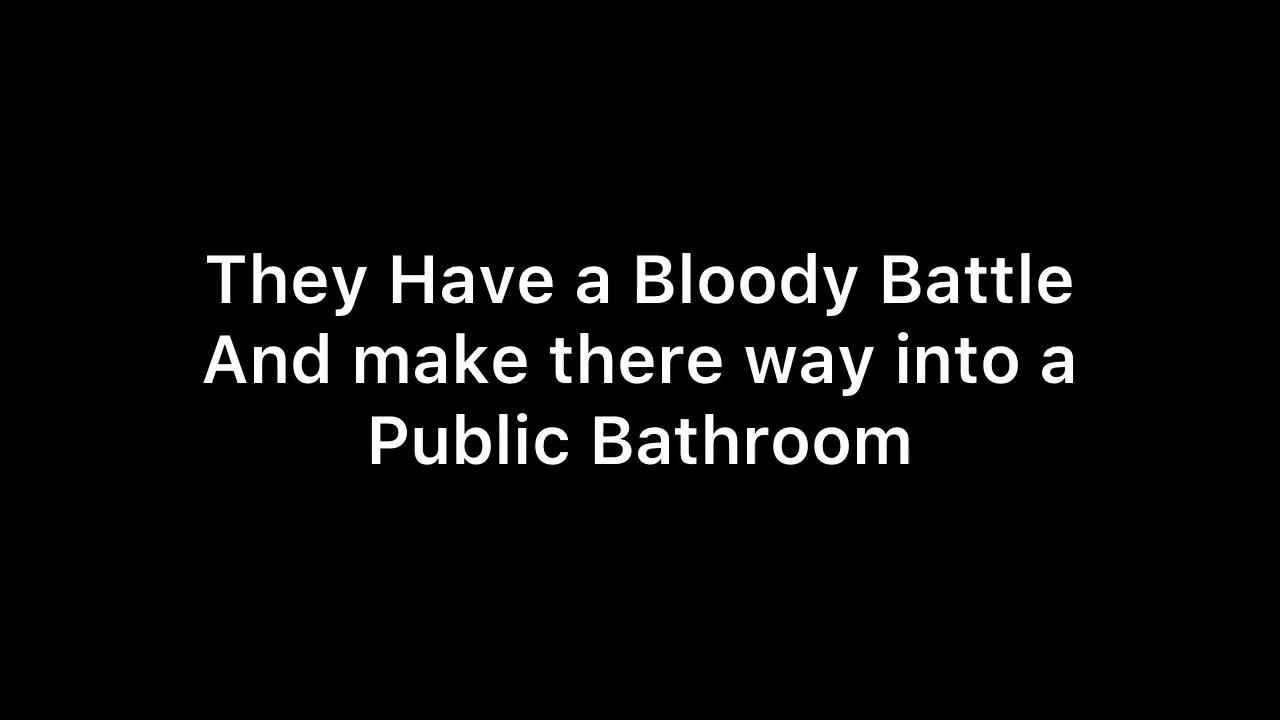 They Have a Bloody Battle
And make there way into a
Public Bathroom